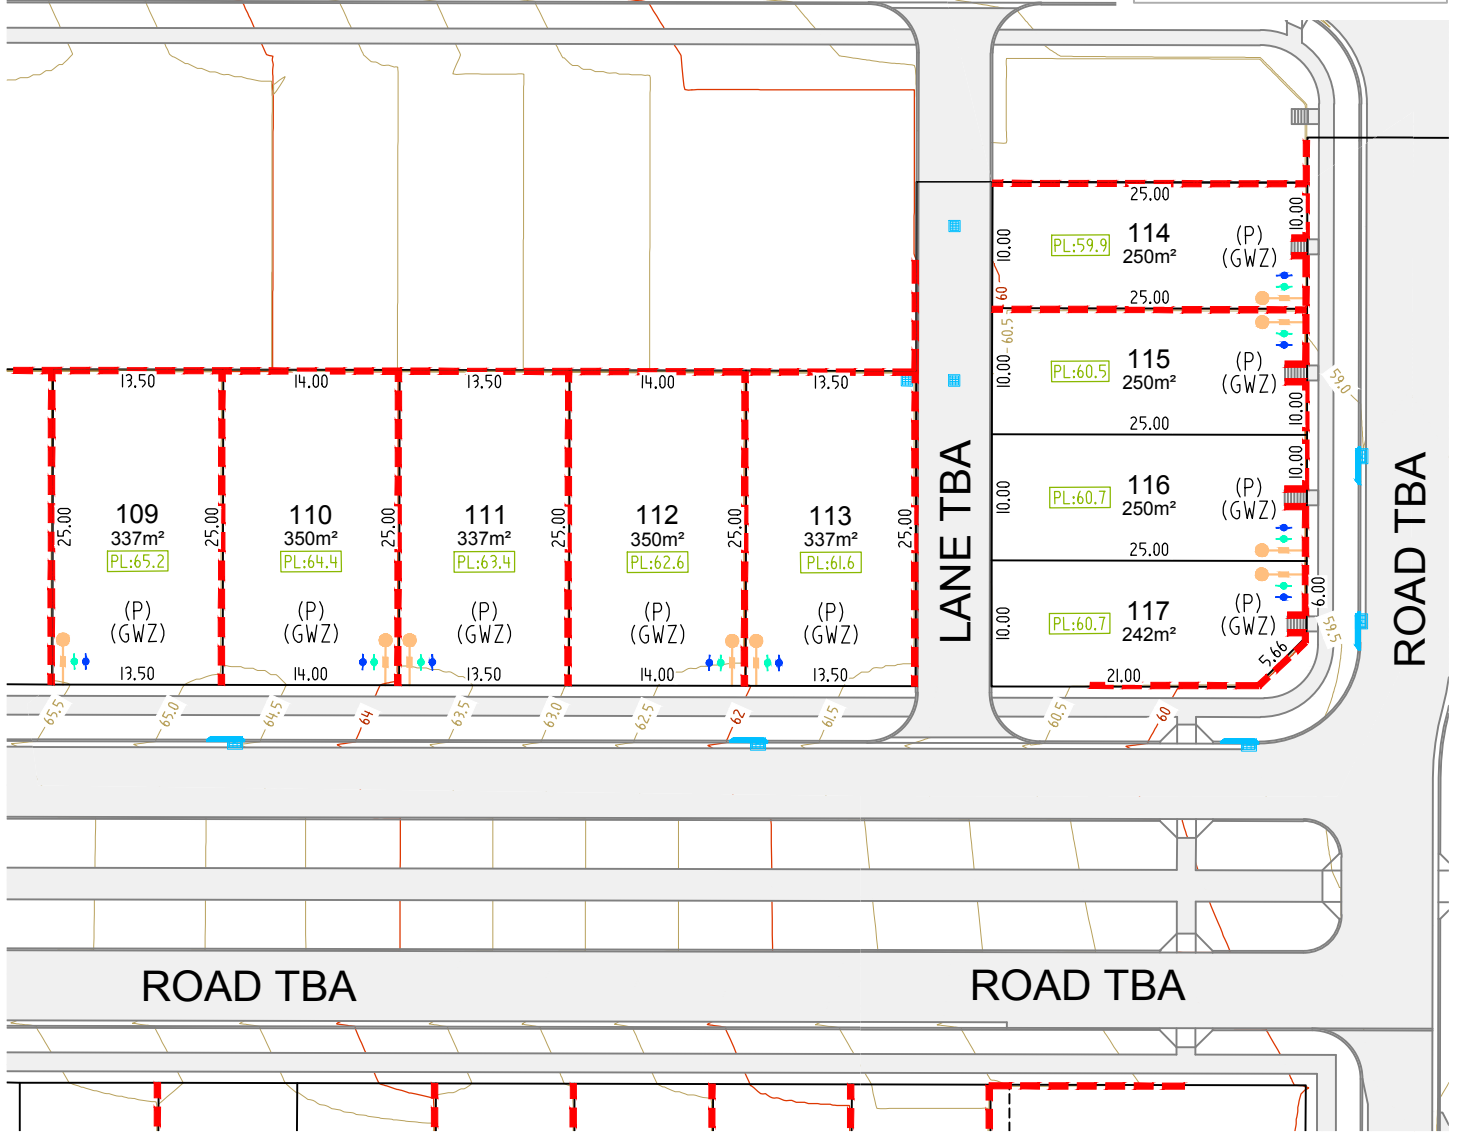 25.00
10.00
114
250m²
PL:59.9
(P)
(GWZ)
10.00
25.00
60
60.5
10.00
115
250m²
PL:60.5
(P)
(GWZ)
10.00
25.00
59.0
10.00
116
250m²
PL:60.7
(P)
(GWZ)
10.00
25.00
10.00
117
242m²
PL:60.7
(P)
(GWZ)
6.00
5.66
21.00
59.5
13.50
14.00
13.50
14.00
13.50
25.00
109
337m²
PL:65.2
(P)
(GWZ)
13.50
25.00
110
350m²
PL:64.4
(P)
(GWZ)
14.00
25.00
111
337m²
PL:63.4
(P)
(GWZ)
13.50
25.00
112
350m²
PL:62.6
(P)
(GWZ)
14.00
25.00
113
337m²
PL:61.6
(P)
(GWZ)
13.50
25.00
LANE TBA
ROAD TBA
65.5
65.0
64.5
64
63.5
63.0
62.5
62
61.5
60.5
60
ROAD TBA
ROAD TBA